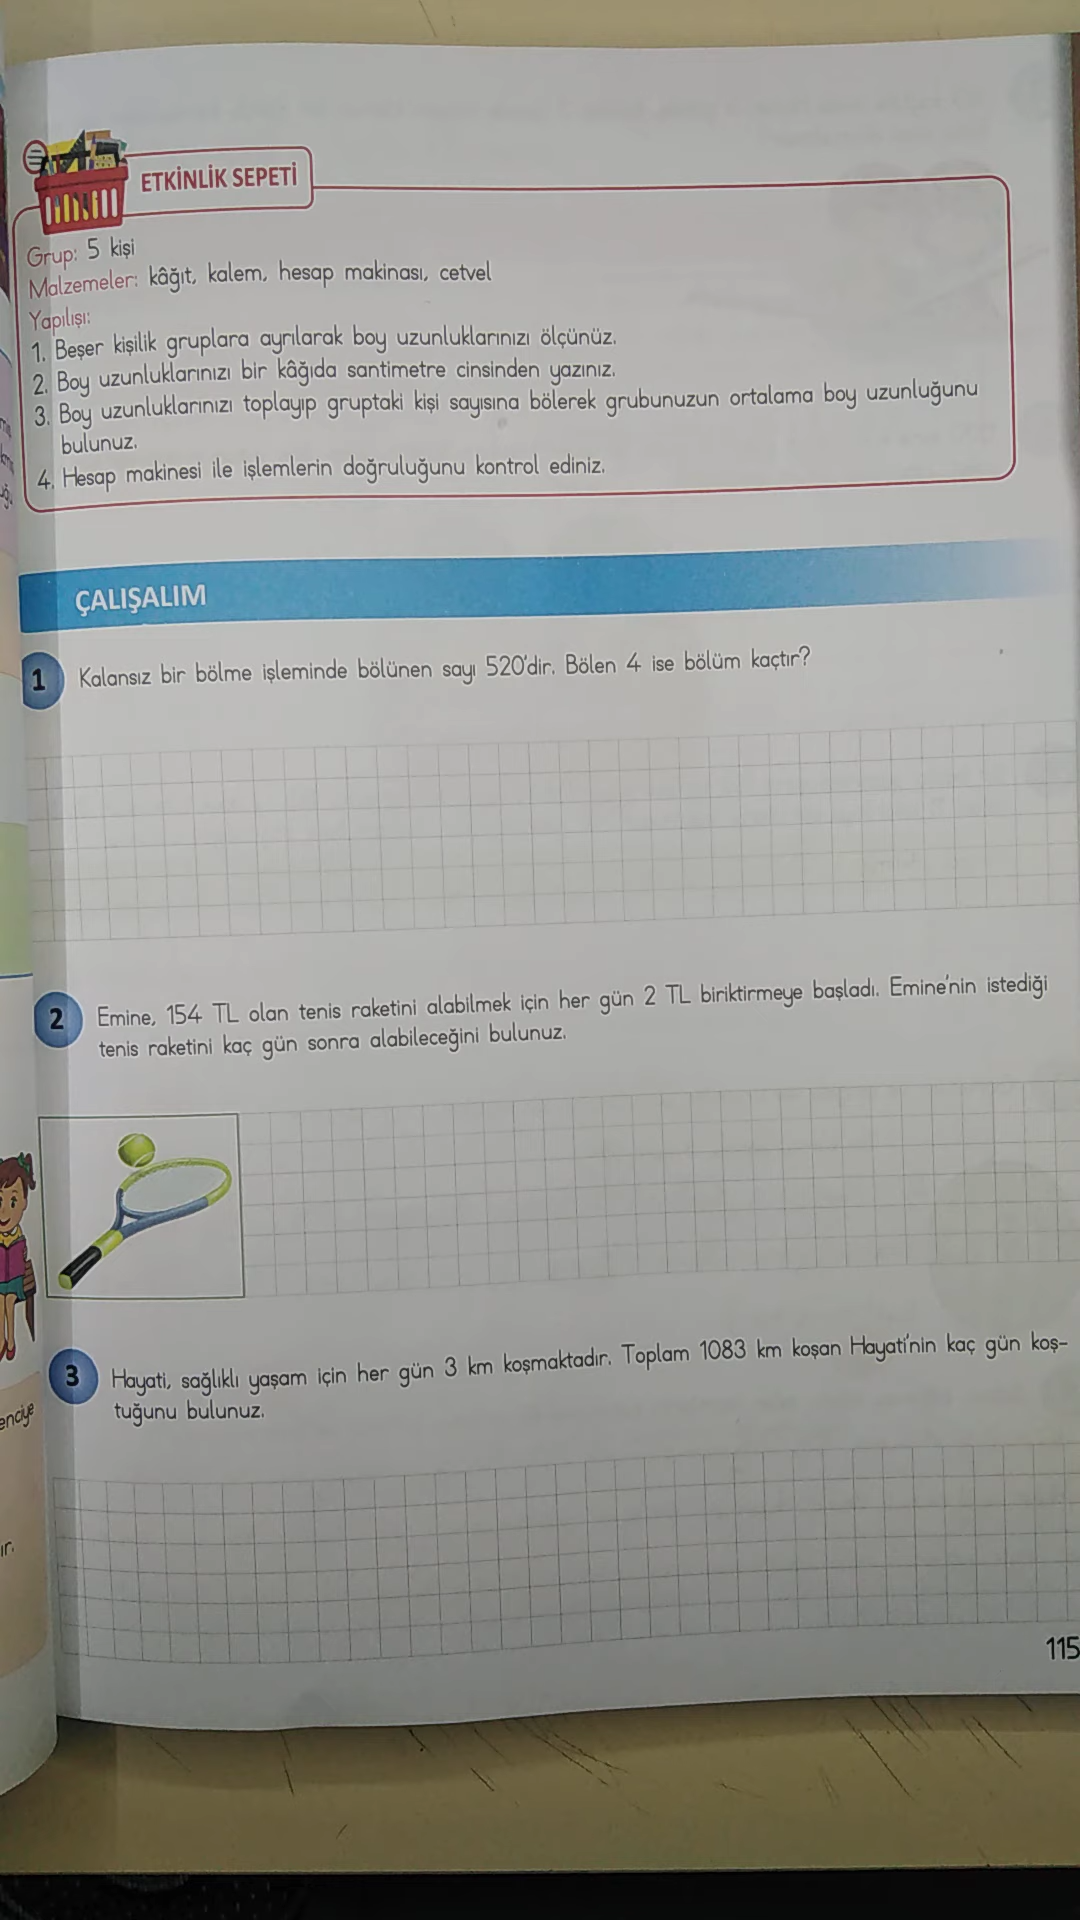 ETKİNLİK SEPETİ
Grup: 5 kişi
Malzemeler: kâğıt, kalem, hesap makinası, cetvel
Yapılışı:
1. Beşer kişilik gruplara ayrılarak boy uzunluklarınızı ölçünüz.
2. Boy uzunluklarınızı bir kâğıda santimetre cinsinden yazınız.
3. Boy uzunluklarınızı toplayıp gruptaki kişi sayısına bölerek grubunuzun ortalama boy uzunluğunu
bulunuz.
4. Hesap makinesi ile işlemlerin doğruluğunu kontrol ediniz.
ÇALIŞALIM
1 Kalansız bir bölme işleminde bölünen sayı 520'dir. Bölen 4 ise bölüm kaçtır?
2 Emine, 154 TL olan tenis raketini alabilmek için her gün 2 TL biriktirmeye başladı. Emine'nin istediği
tenis raketini kaç gün sonra alabileceğini bulunuz.
3 Hayati, sağlıklı yaşam için her gün 3 km koşmaktadır. Toplam 1083 km koşan Hayati'nin kaç gün koş-
tuğunu bulunuz.
enciye
ır.
115